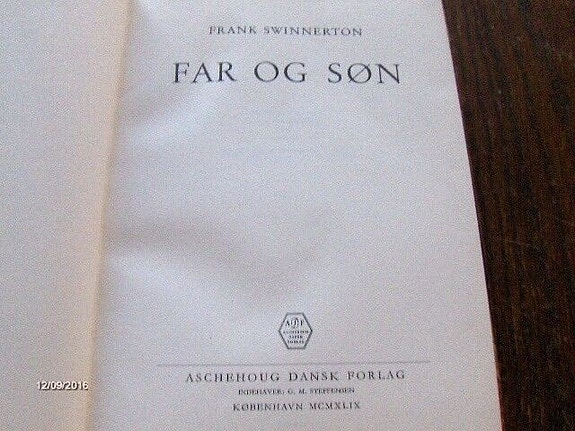 FRANK SWINNERTON
FAR OG SØN
ASCHEHOUG DANSK FORLAG
INDEHAVER: G. M. STEFFENSEN
KØBENHAVN MCMXLIX
12/09/2016